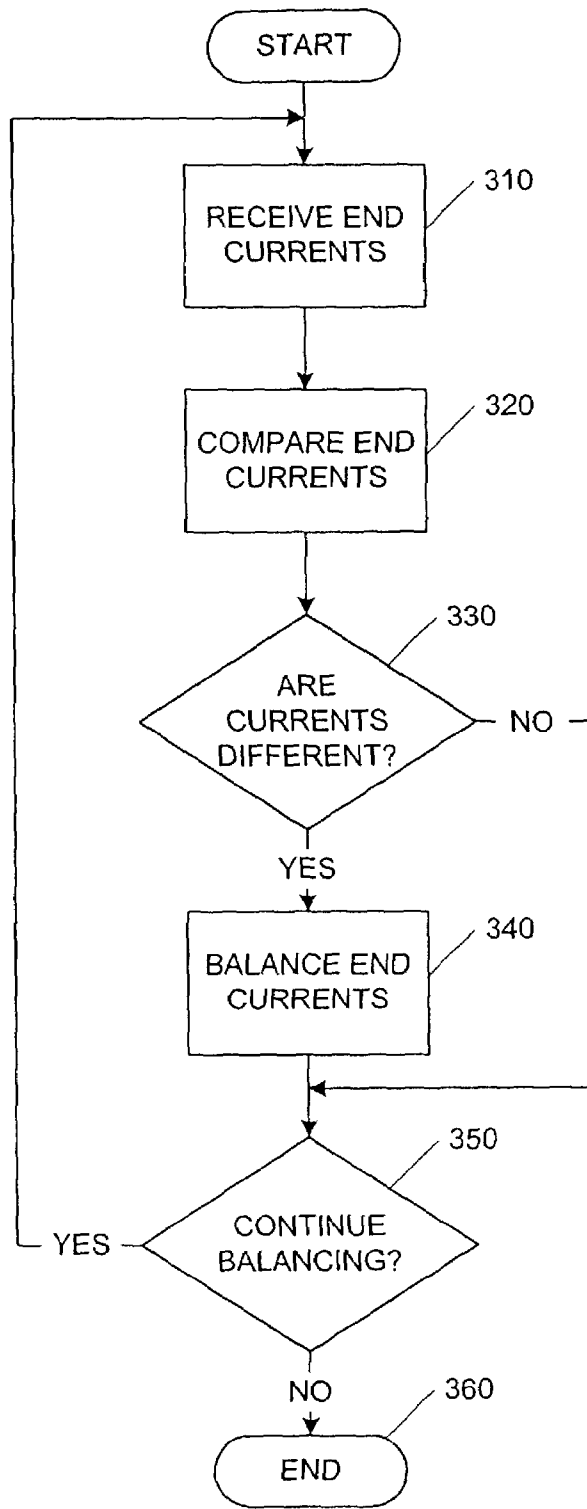 START
310
RECEIVE END
CURRENTS
320
COMPARE END
CURRENTS
330
ARE
CURRENTS
DIFFERENT?
NO
YES
340
BALANCE END
CURRENTS
350
CONTINUE
BALANCING?
YES
NO
360
END